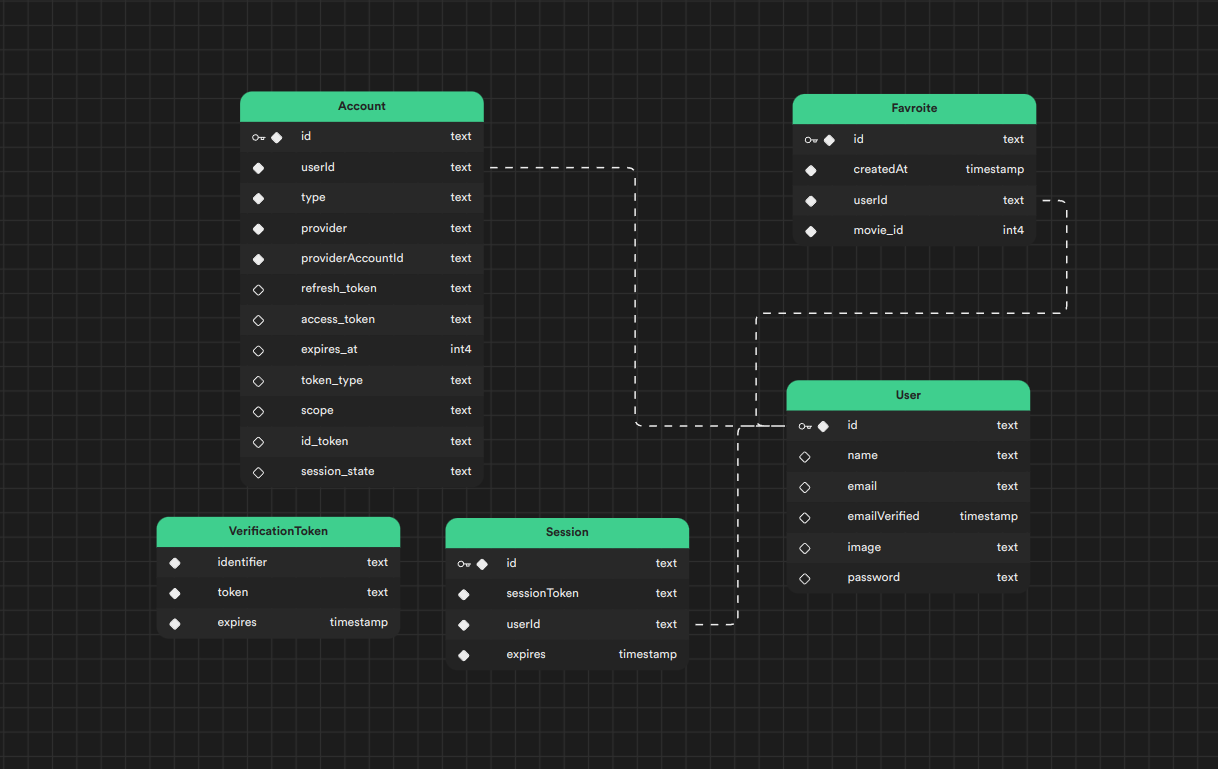 Account
id text
userId text
type text
provider text
providerAccountId text
refresh_token text
access_token text
expires_at int4
token_type text
scope text
id_token text
session_state text
Favroite
id text
createdAt timestamp
userId text
movie_id int4
User
id text
name text
email text
emailVerified timestamp
image text
password text
VerificationToken
identifier text
token text
expires timestamp
Session
id text
sessionToken text
userId text
expires timestamp